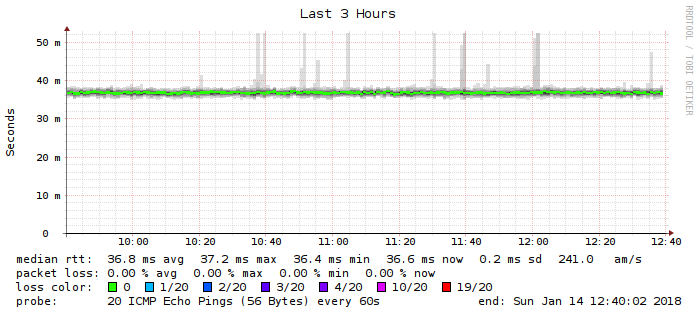 Last 3 Hours
RRDTOOL / TOBI OETIKER
Seconds
50 m
40 m
30 m
20 m
10 m
0
10:00 10:20 10:40 11:00 11:20 11:40 12:00 12:20 12:40
median rtt: 36.8 ms avg 37.2 ms max 36.4 ms min 36.6 ms now 0.2 ms sd 241.0 am/s
packet loss: 0.00 % avg 0.00 % max 0.00 % min 0.00 % now
loss color: 0 1/20 2/20 3/20 4/20 10/20 19/20
probe: 20 ICMP Echo Pings (56 Bytes) every 60s end: Sun Jan 14 12:40:02 2018